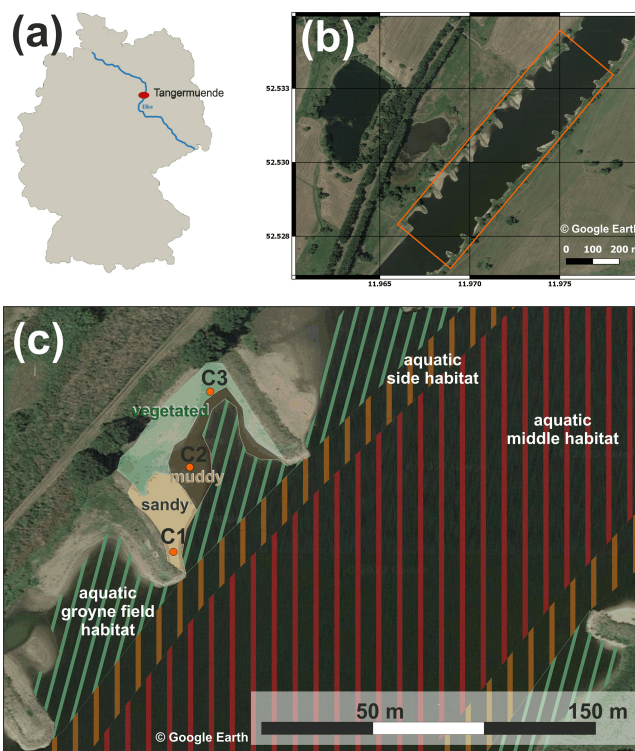 (a)
Tangermuende
Elbe
(b)
52.533
52.530
52.528
© Google Earth
0 100 200 m
11.965
11.970
11.975
(c)
C3
vegetated
C2
muddy
sandy
C1
aquatic
side habitat
aquatic
middle habitat
aquatic
groyne field
habitat
50 m
150 m
© Google Earth